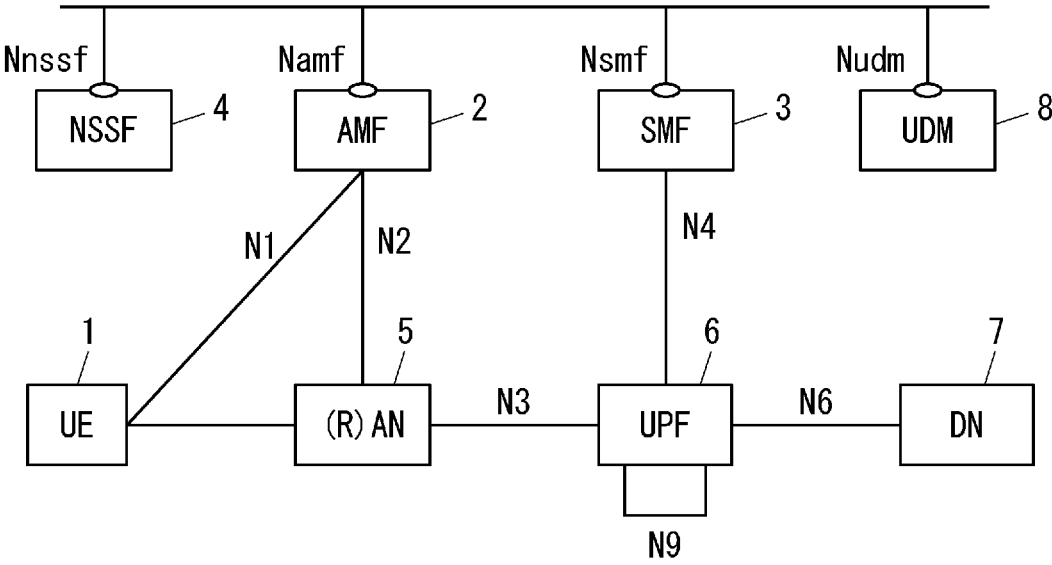 Nnssf Namf Nsmf Nudm
NSSF 4 AMF 2 SMF 3 UDM 8
N1 N2 N4
1 5 6 7
UE (R)AN N3 UPF N6 DN
N9